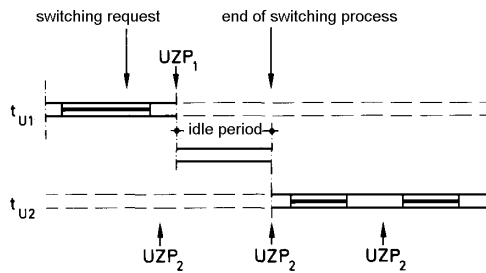 switching request
end of switching process
UZP1
tU1
idle period
tU2
UZP2
UZP2
UZP2